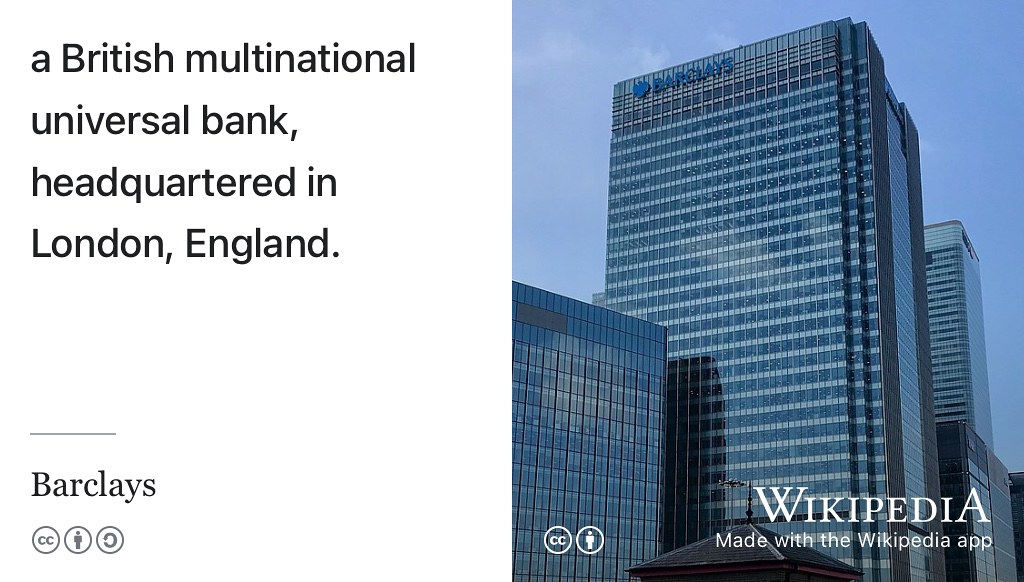 a British multinational
universal bank,
headquartered in
London, England.
Barclays
BARCLAYS
WIKIPEDIA
Made with the Wikipedia app